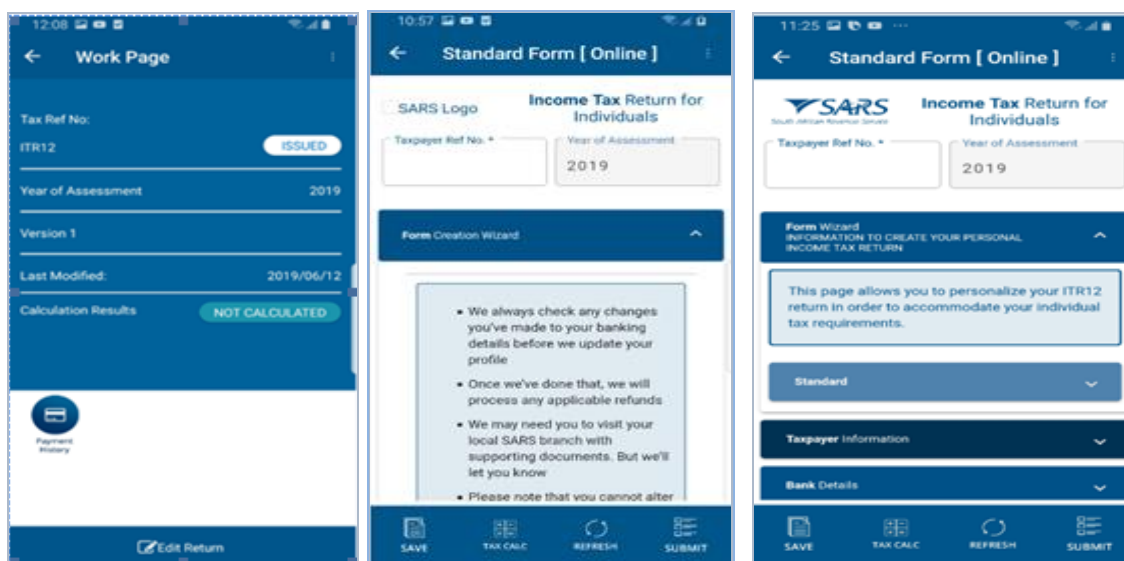 12:08
Work Page
Tax Ref No:
ITR12
ISSUED
Year of Assessment
2019
Version 1
Last Modified:
2019/06/12
Calculation Results
NOT CALCULATED
Payment
History
Edit Return
10:57
Standard Form [ Online ]
SARS Logo
Income Tax Return for
Individuals
Taxpayer Ref No. *
Year of Assessment
2019
Form Creation Wizard
• We always check any changes
you've made to your banking
details before we update your
profile
• Once we've done that, we will
process any applicable refunds
• We may need you to visit your
local SARS branch with
supporting documents. But we'll
let you know
• Please note that you cannot alter
SAVE
TAX CALC
REFRESH
SUBMIT
11:25
Standard Form [ Online ]
SARS
South African Revenue Service
Income Tax Return for
Individuals
Taxpayer Ref No. *
Year of Assessment
2019
Form Wizard
INFORMATION TO CREATE YOUR PERSONAL
INCOME TAX RETURN
This page allows you to personalize your ITR12
return in order to accommodate your individual
tax requirements.
Standard
Taxpayer Information
Bank Details
SAVE
TAX CALC
REFRESH
SUBMIT